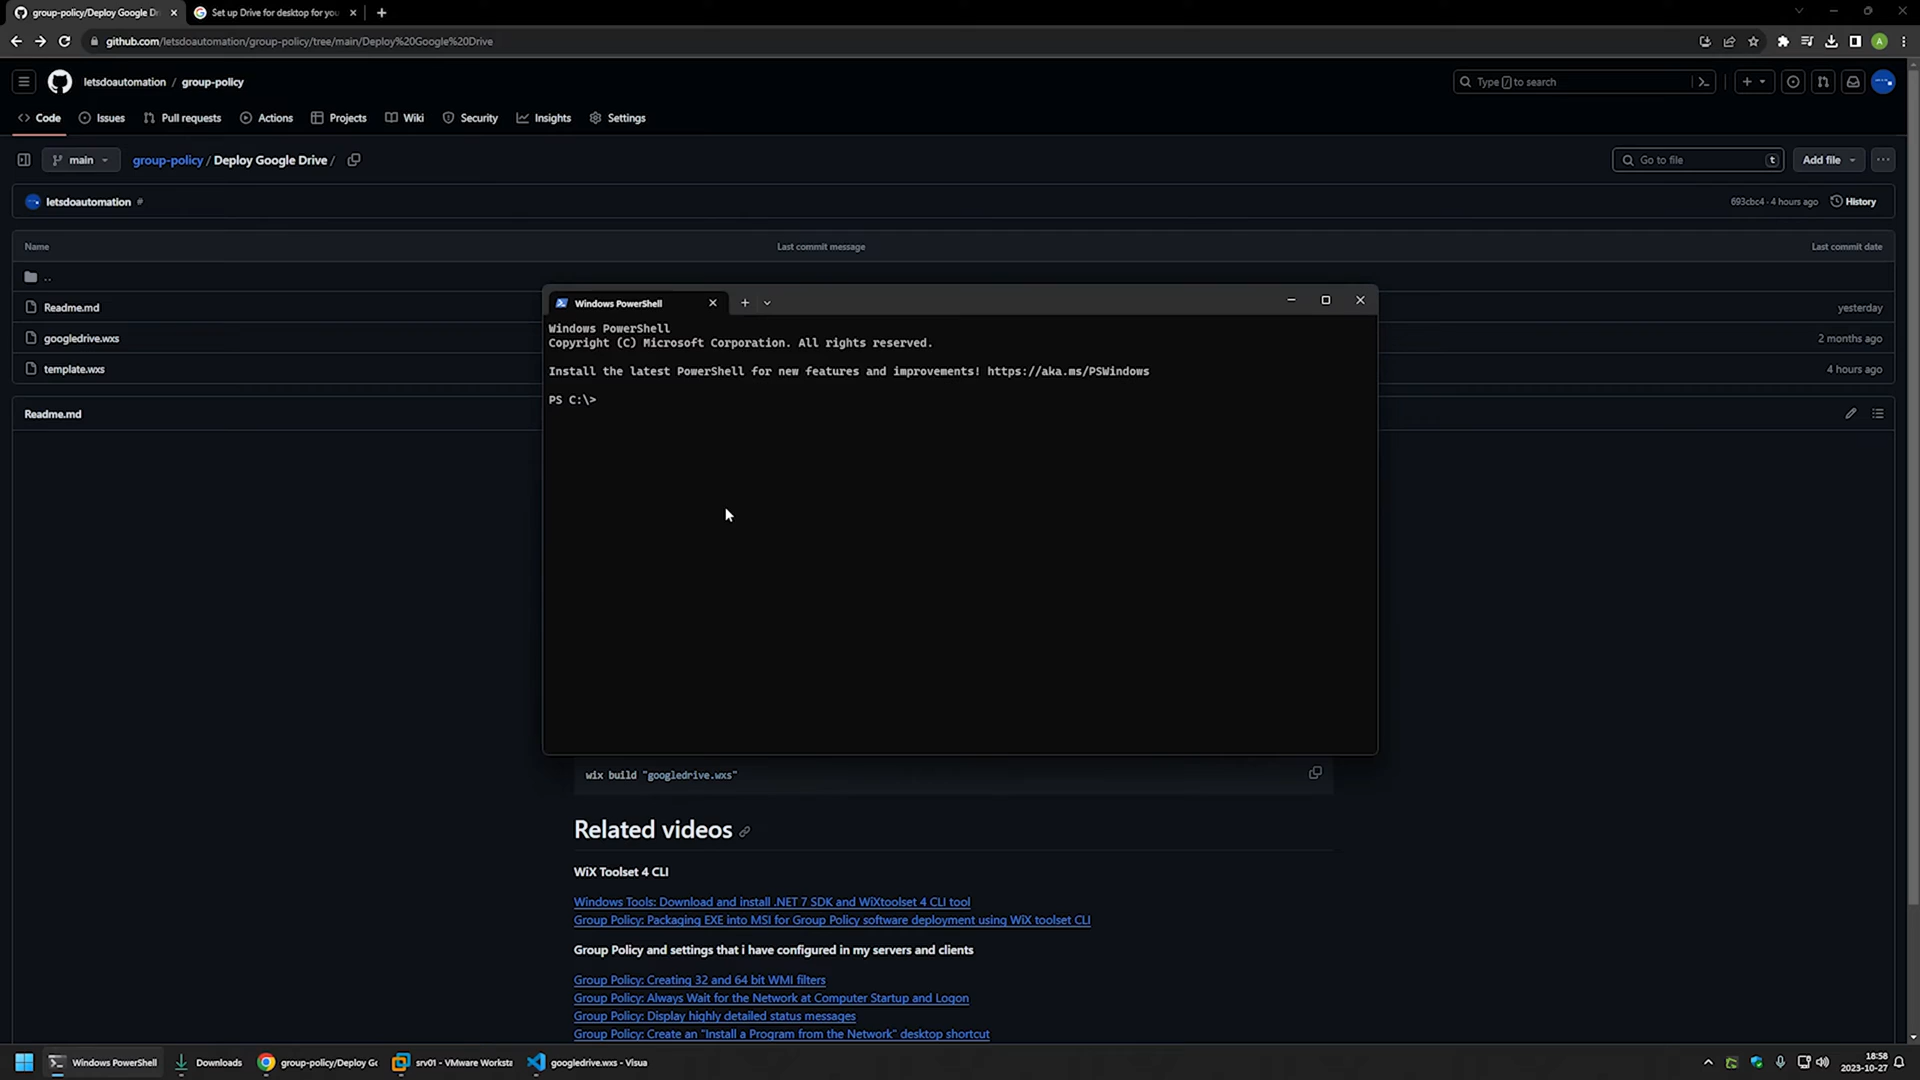 group-policy/Deploy Google Dr
Set up Drive for desktop for you
github.com/letsdoautomation/group-policy/tree/main/Deploy%20Google%20Drive
A
letsdoautomation / group-policy
Type / to search
Code
Issues
Pull requests
Actions
Projects
Wiki
Security
Insights
Settings
main
group-policy / Deploy Google Drive /
Go to file
t
Add file
letsdoautomation #
693cbc4 · 4 hours ago
History
Name
Last commit message
Last commit date
..
Readme.md
yesterday
googledrive.wxs
2 months ago
template.wxs
4 hours ago
Readme.md
Windows PowerShell
Windows PowerShell
Copyright (C) Microsoft Corporation. All rights reserved.
Install the latest PowerShell for new features and improvements! https://aka.ms/PSWindows
PS C:\>
wix build "googledrive.wxs"
Related videos
WiX Toolset 4 CLI
Windows Tools: Download and install .NET 7 SDK and WiXtoolset 4 CLI tool
Group Policy: Packaging EXE into MSI for Group Policy software deployment using WiX toolset CLI
Group Policy and settings that i have configured in my servers and clients
Group Policy: Creating 32 and 64 bit WMI filters
Group Policy: Always Wait for the Network at Computer Startup and Logon
Group Policy: Display highly detailed status messages
Group Policy: Create an "Install a Program from the Network" desktop shortcut
Windows PowerShell
Downloads
group-policy/Deploy Go
srv01 - VMware Worksta
googledrive.wxs - Visua
18:58
2023-10-27